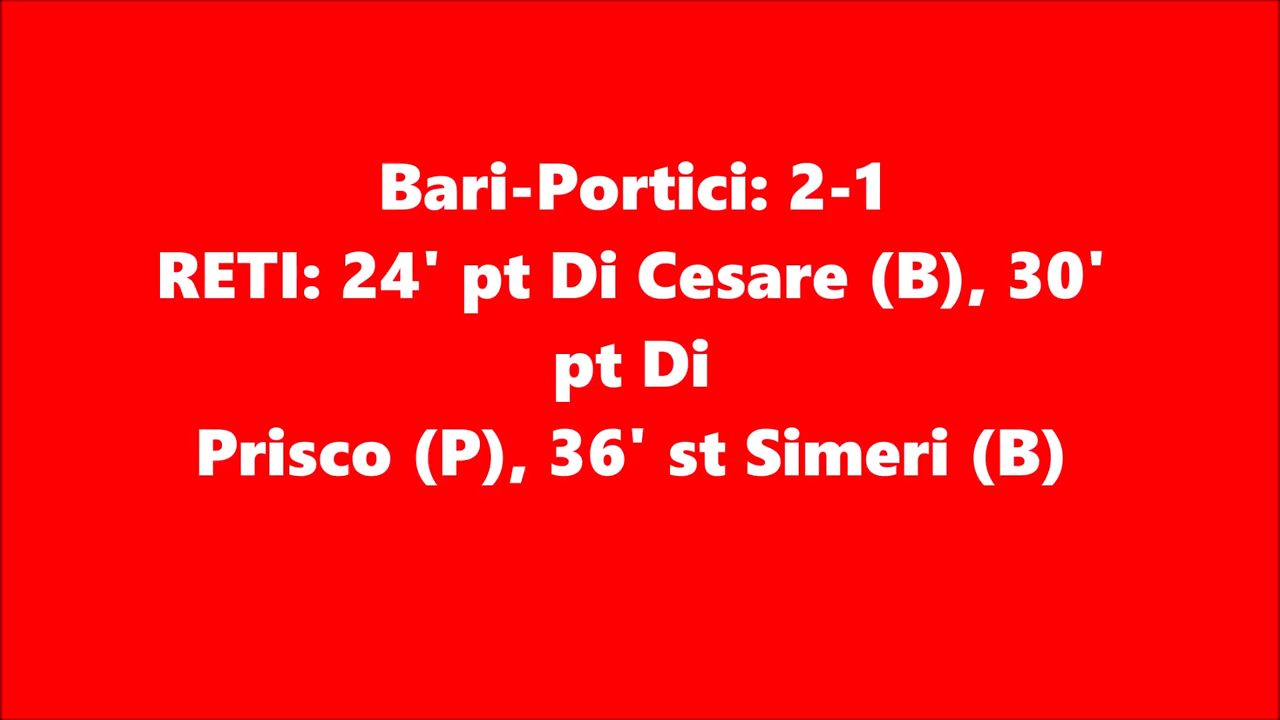 Bari-Portici: 2-1
RETI: 24' pt Di Cesare (B), 30'
pt Di
Prisco (P), 36' st Simeri (B)